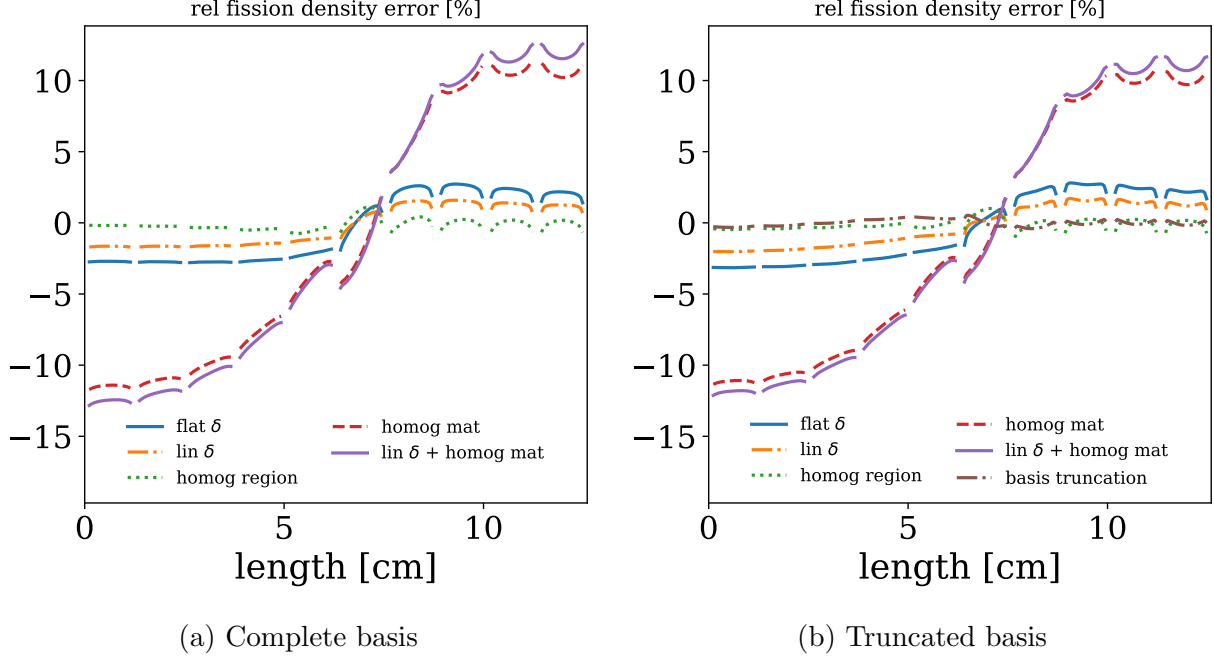 rel fission density error [%]
10
5
0
−5
−10
−15
flat δ
lin δ
homog region
homog mat
lin δ + homog mat
0
5
10
length [cm]
(a) Complete basis
rel fission density error [%]
10
5
0
−5
−10
−15
flat δ
lin δ
homog region
homog mat
lin δ + homog mat
basis truncation
0
5
10
length [cm]
(b) Truncated basis